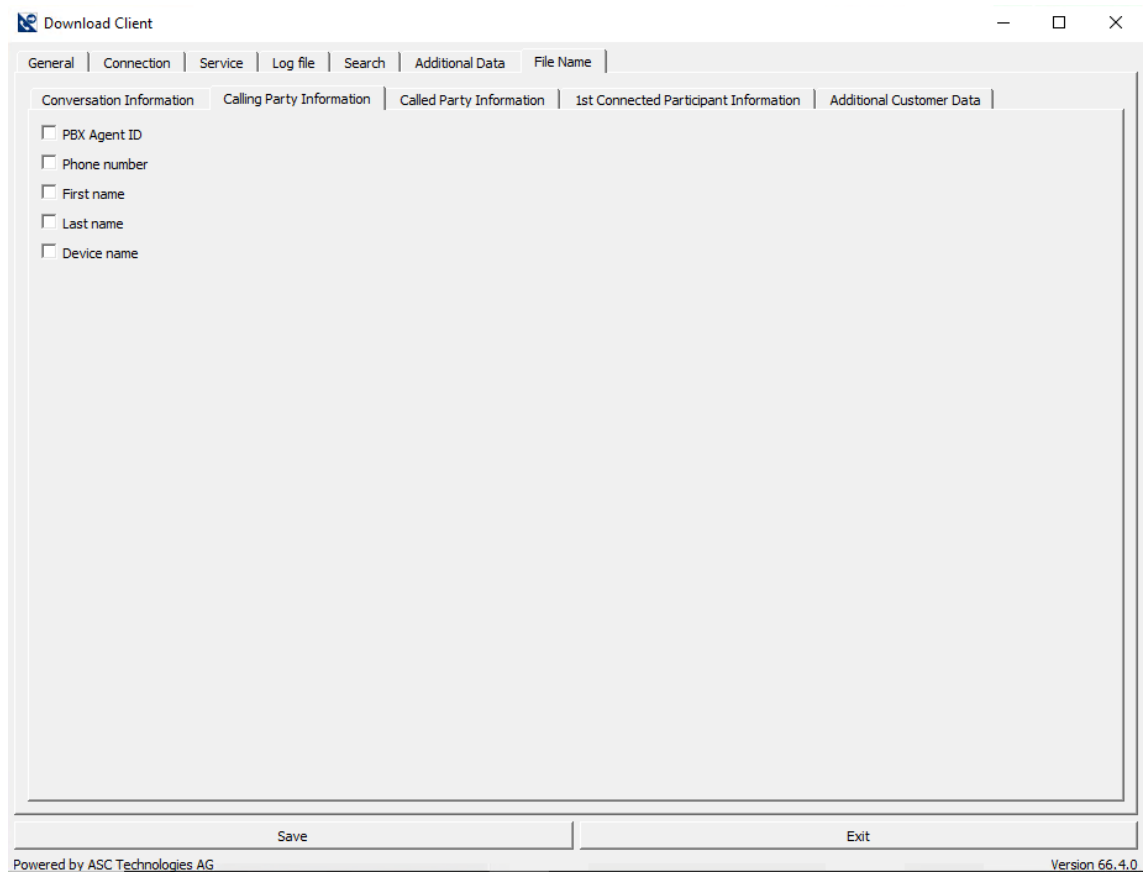 Download Client
General Connection Service Log file Search Additional Data File Name
Conversation Information Calling Party Information Called Party Information 1st Connected Participant Information Additional Customer Data
PBX Agent ID
Phone number
First name
Last name
Device name
Save Exit
Powered by ASC Technologies AG Version 66.4.0